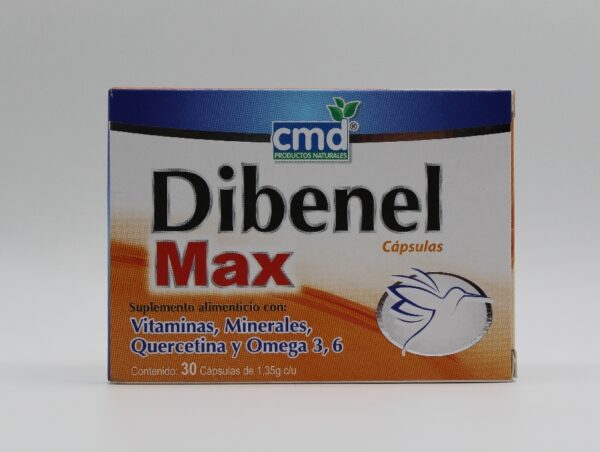 cmd®
PRODUCTOS NATURALES
Dibenel
Max
Cápsulas
Suplemento alimenticio con:
Vitaminas, Minerales,
Quercetina y Omega 3, 6
Contenido: 30 Cápsulas de 1.35g c/u